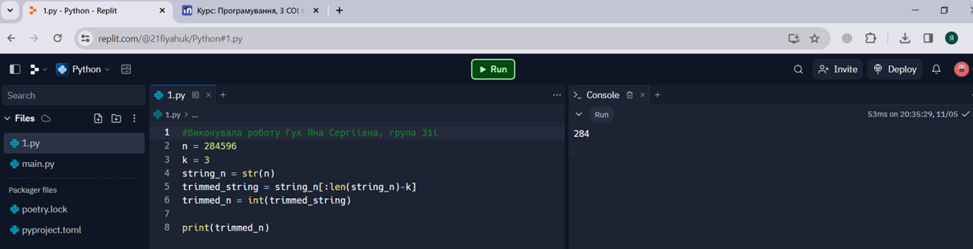 1.py - Python - Replit
Курс: Програмування, 3 СОІ
replit.com/@21fiyahuk/Python#1.py
Я
Python
Run
Invite
Deploy
Search
Files
1.py
main.py
Packager files
poetry.lock
pyproject.toml
1.py
1.py > ...
1 #Виконувала роботу Гук Яна Сергіївна, група 31і
2 n = 284596
3 k = 3
4 string_n = str(n)
5 trimmed_string = string_n[:len(string_n)-k]
6 trimmed_n = int(trimmed_string)
7
8 print(trimmed_n)
Console
Run
53ms on 20:35:29, 11/05
284